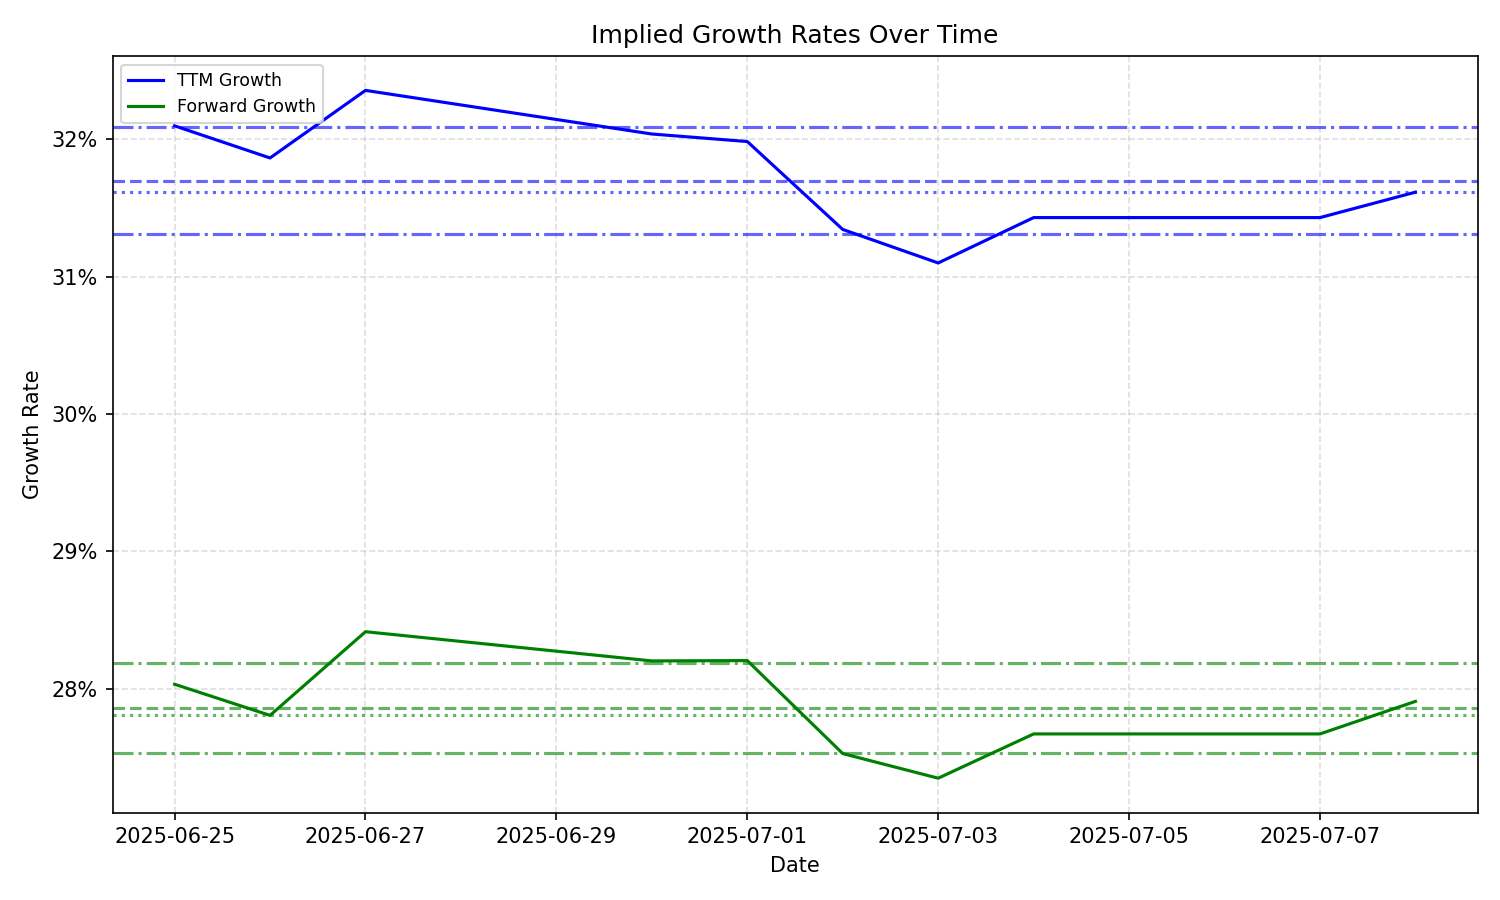 Implied Growth Rates Over Time
TTM Growth
Forward Growth
32%
31%
30%
29%
28%
Growth Rate
2025-06-25 2025-06-27 2025-06-29 2025-07-01 2025-07-03 2025-07-05 2025-07-07
Date